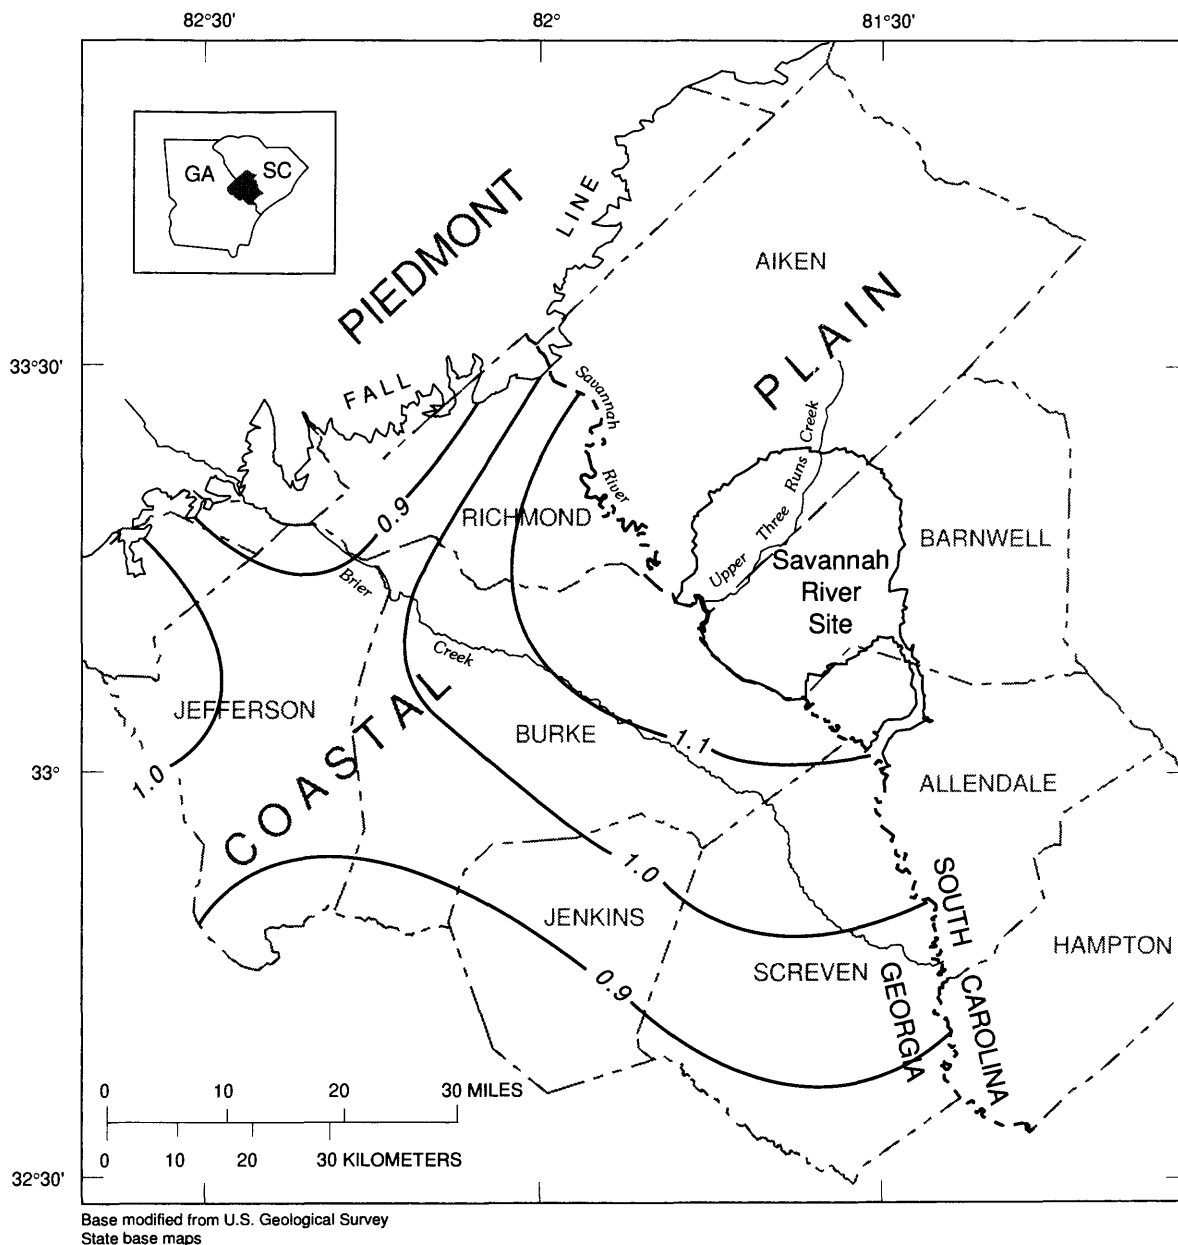 82°30'
82°
81°30'
GA
SC
PIEDMONT
FALL
LINE
AIKEN
COASTAL
PLAIN
33°30'
Savannah
River
Upper Three Runs Creek
0.9
RICHMOND
BARNWELL
Savannah
River
Site
Brier
Creek
JEFFERSON
BURKE
1.1
1.0
33°
ALLENDALE
1.0
JENKINS
SCREVEN
0.9
SOUTH CAROLINA
GEORGIA
HAMPTON
0 10 20 30 MILES
0 10 20 30 KILOMETERS
32°30'
Base modified from U.S. Geological Survey
State base maps